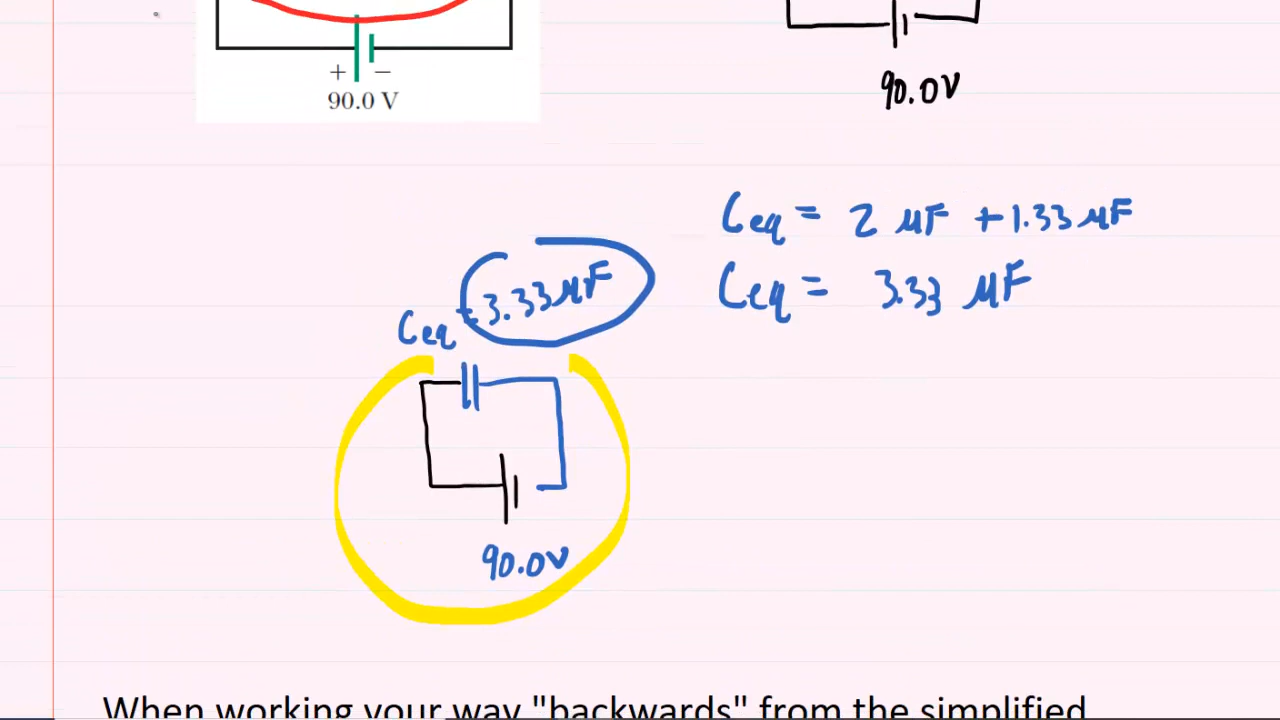 + −
90.0 V
90.0V
Ceq = 2 μF + 1.33 μF
Ceq = 3.33 μF
Ceq = 3.33 μF
90.0V
When working your way "backwards" from the simplified